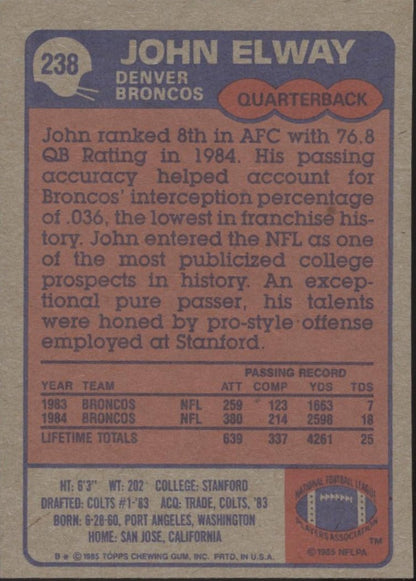 238
JOHN ELWAY
DENVER
BRONCOS
QUARTERBACK
John ranked 8th in AFC with 76.8
QB Rating in 1984. His passing
accuracy helped account for
Broncos' interception percentage
of .036, the lowest in franchise his-
tory. John entered the NFL as one
of the most publicized college
prospects in history. An excep-
tional pure passer, his talents
were honed by pro-style offense
employed at Stanford.
PASSING RECORD
YEAR TEAM ATT COMP YDS TDS
1983 BRONCOS NFL 259 123 1663 7
1984 BRONCOS NFL 380 214 2598 18
LIFETIME TOTALS 639 337 4261 25
HT: 6'3" WT: 202 COLLEGE: STANFORD
DRAFTED: COLTS #1-'83 ACQ: TRADE, COLTS, '83
BORN: 6-28-60, PORT ANGELES, WASHINGTON
HOME: SAN JOSE, CALIFORNIA
B * © 1985 TOPPS CHEWING GUM, INC. PRTD. IN U.S.A.
NATIONAL FOOTBALL LEAGUE
PLAYERS ASSOCIATION
© 1985 NFLPA